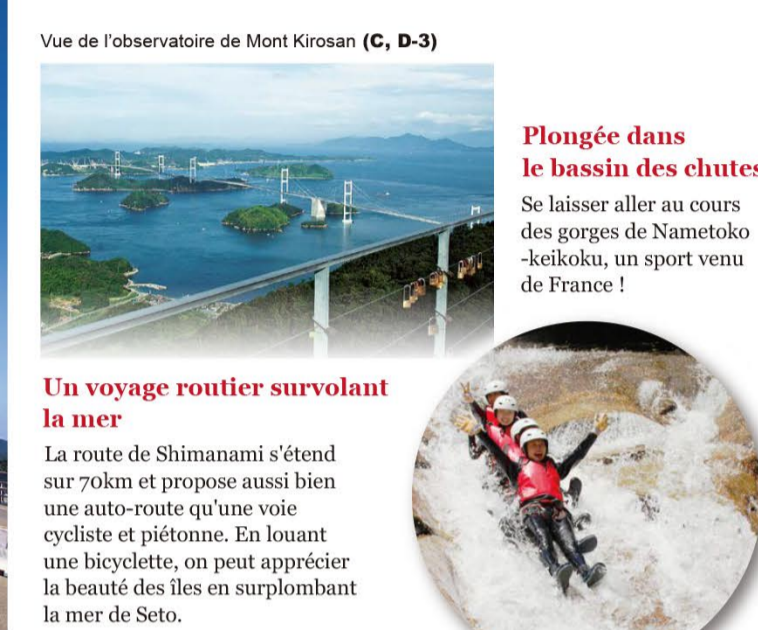 Vue de l'observatoire de Mont Kirosan (C, D-3)
Plongée dans
le bassin des chutes
Se laisser aller au cours
des gorges de Nametoko
-keikoku, un sport venu
de France !
Un voyage routier survolant
la mer
La route de Shimanami s'étend
sur 70km et propose aussi bien
une auto-route qu'une voie
cycliste et piétonne. En louant
une bicyclette, on peut apprécier
la beauté des îles en surplombant
la mer de Seto.